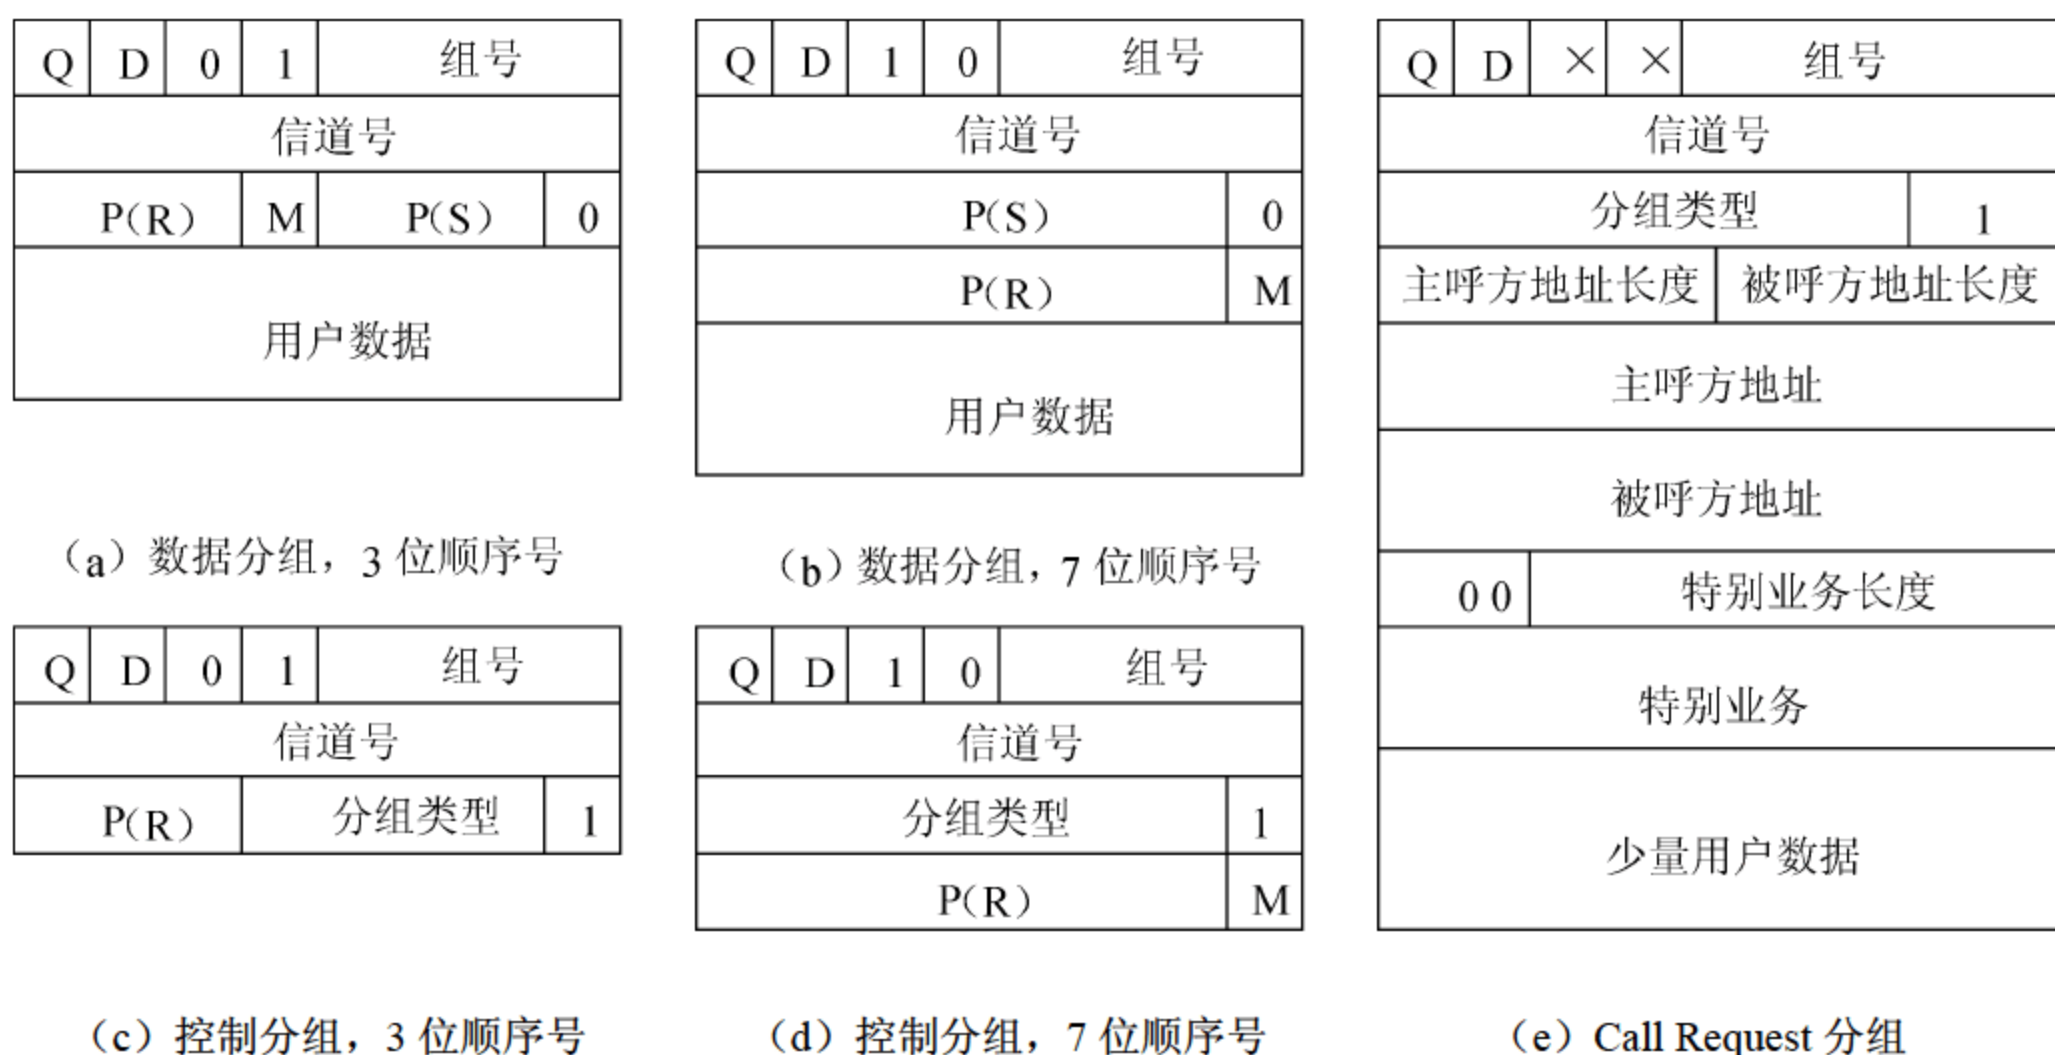 Q D 0 1 组号
信道号
P(R) M P(S) 0
用户数据
（a）数据分组，3 位顺序号
Q D 1 0 组号
信道号
P(S) 0
P(R) M
用户数据
（b）数据分组，7 位顺序号
Q D × × 组号
信道号
分组类型 1
主呼方地址长度 被呼方地址长度
主呼方地址
被呼方地址
0 0 特别业务长度
特别业务
少量用户数据
（e）Call Request 分组
Q D 0 1 组号
信道号
P(R) 分组类型 1
（c）控制分组，3 位顺序号
Q D 1 0 组号
信道号
分组类型 1
P(R) M
（d）控制分组，7 位顺序号